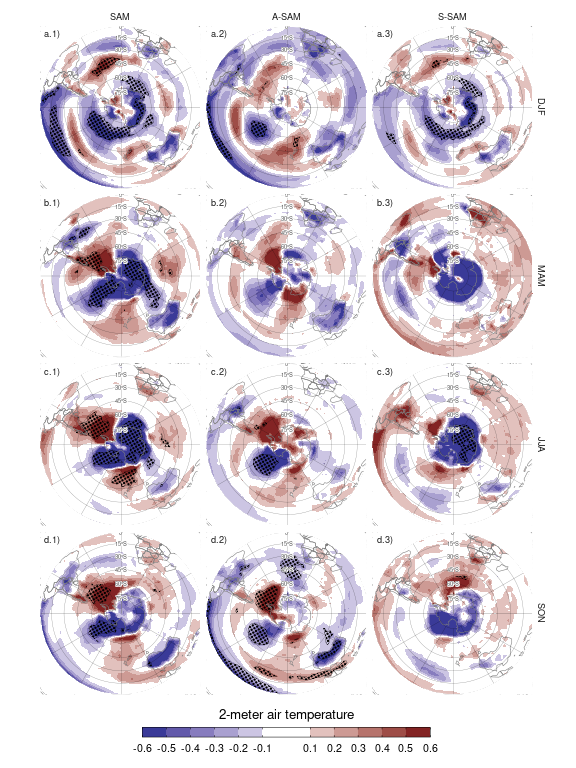 SAM A-SAM S-SAM
a.1) a.2) a.3)
DJF
b.1) b.2) b.3)
MAM
c.1) c.2) c.3)
JJA
d.1) d.2) d.3)
SON
2-meter air temperature
-0.6 -0.5 -0.4 -0.3 -0.2 -0.1 0.1 0.2 0.3 0.4 0.5 0.6